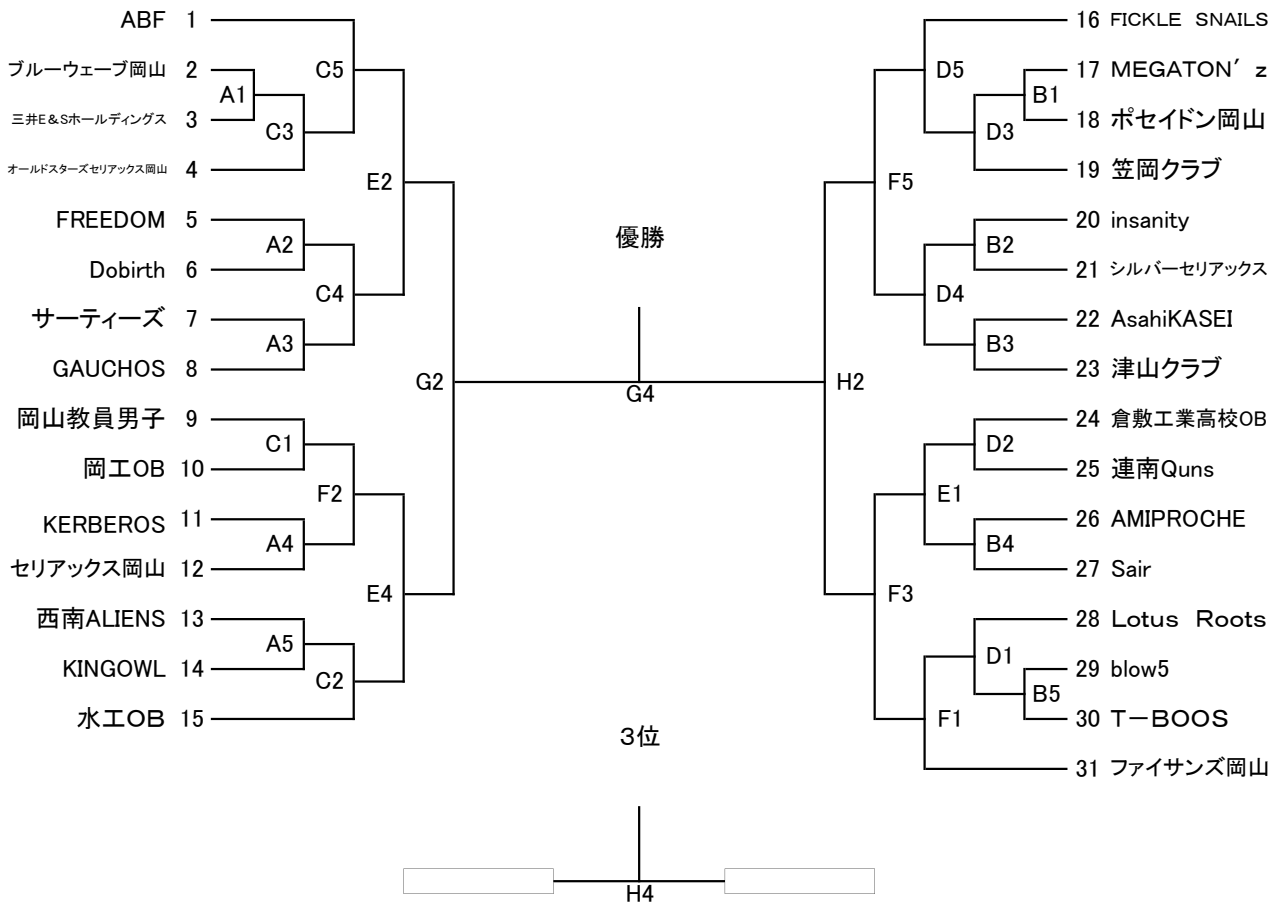 ABF 1
ブルーウェーブ岡山 2
A1
三井E&Sホールディングス 3
C3
C5
オールドスターズセリアックス岡山 4
E2
FREEDOM 5
A2
Dobirth 6
C4
サーティーズ 7
A3
GAUCHOS 8
G2
岡山教員男子 9
C1
岡工OB 10
F2
KERBEROS 11
A4
セリアックス岡山 12
E4
西南ALIENS 13
A5
KINGOWL 14
C2
水工OB 15
優勝
G4
3位
H4
16 FICKLE SNAILS
D5
17 MEGATON' z
B1
18 ポセイドン岡山
D3
19 笠岡クラブ
F5
20 insanity
B2
21 シルバーセリアックス
D4
22 AsahiKASEI
B3
23 津山クラブ
H2
24 倉敷工業高校OB
D2
25 連南Quns
E1
26 AMIPROCHE
B4
27 Sair
F3
28 Lotus Roots
D1
29 blow5
B5
30 T-BOOS
F1
31 ファイサンズ岡山